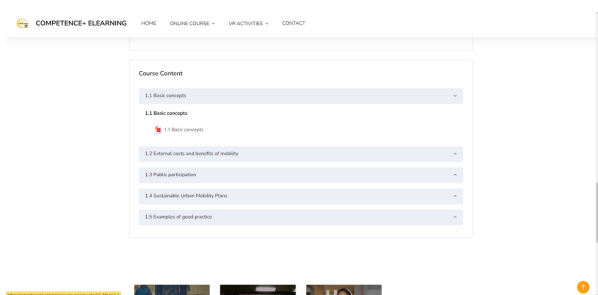 COMPETENCE+ ELEARNING HOME ONLINE COURSE VR ACTIVITIES CONTACT
Course Content
1.1 Basic concepts
1.1 Basic concepts
1.1 Basic concepts
1.2 External costs and benefits of mobility
1.3 Public participation
1.4 Sustainable Urban Mobility Plans
1.5 Examples of good practice
?